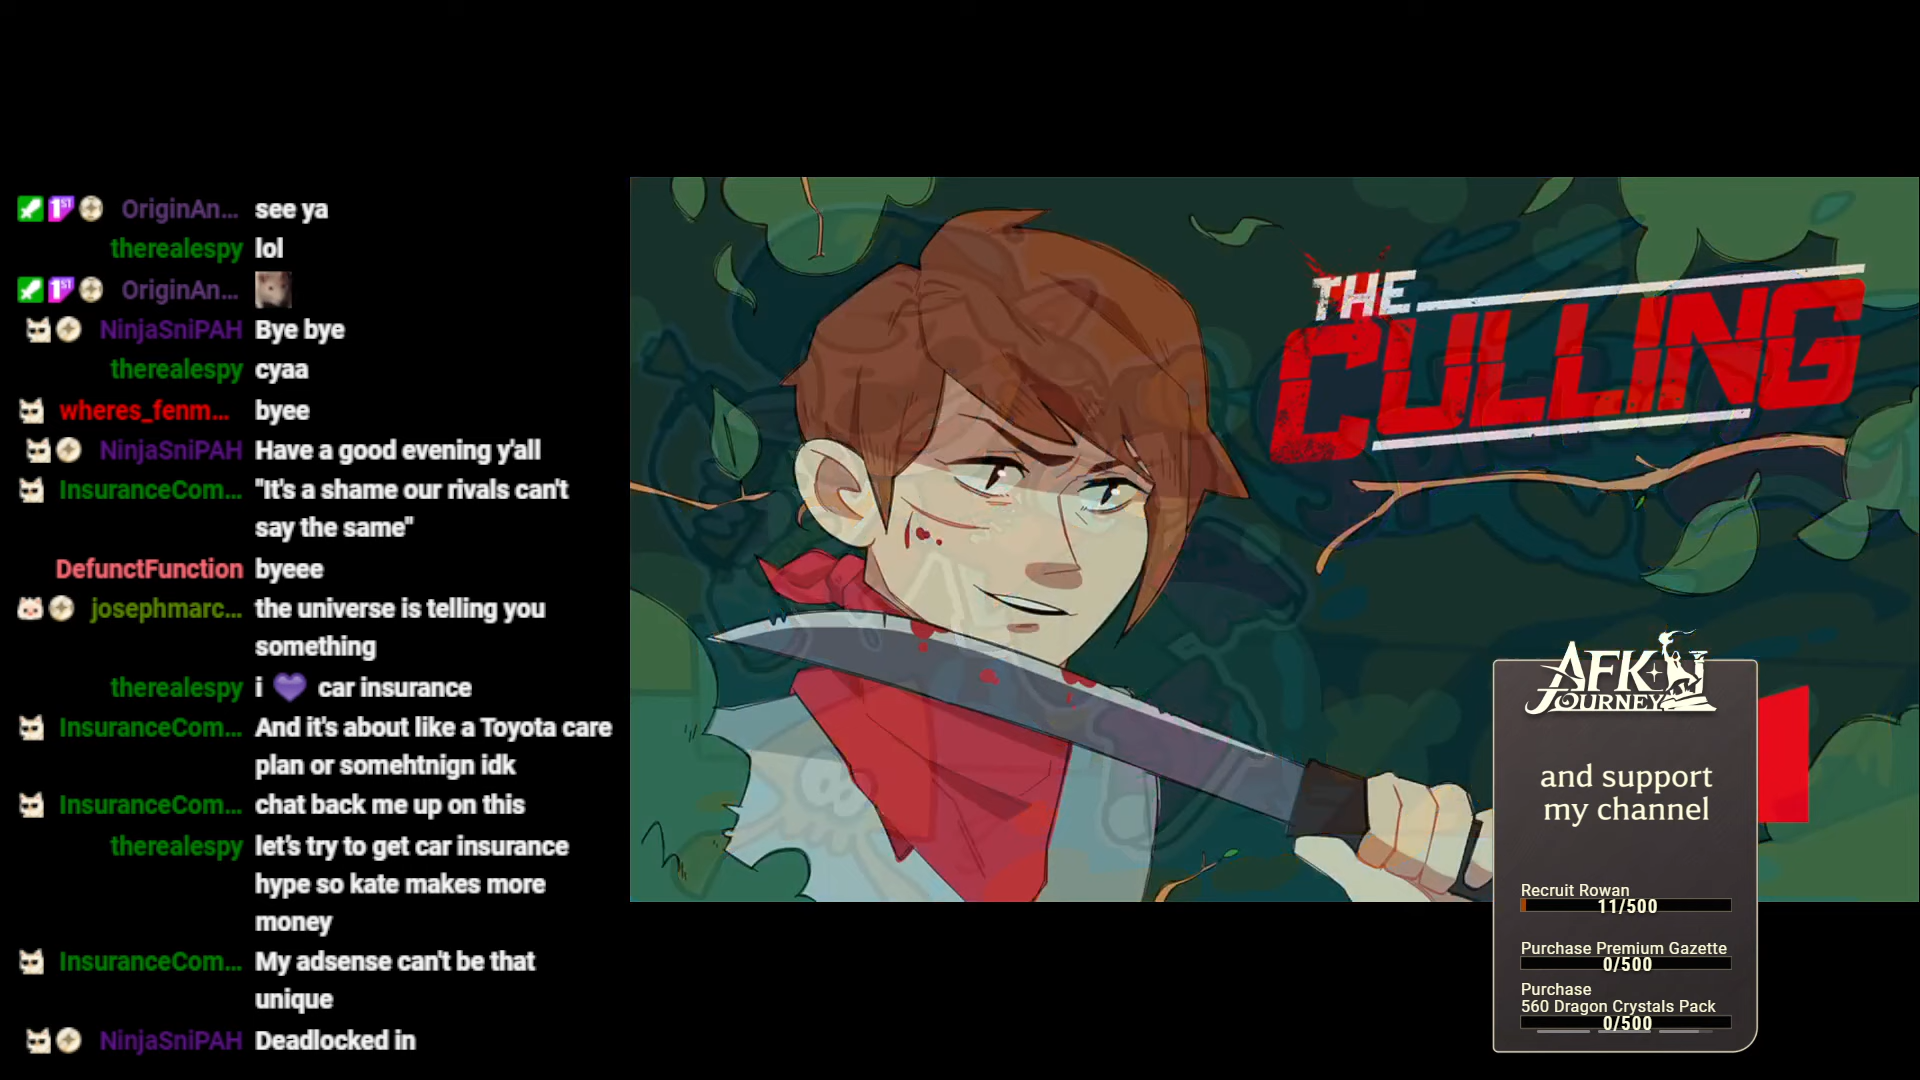 OriginAn... see ya
therealespy lol
1ST OriginAn...
NinjaSniPAH Bye bye
therealespy cyaa
wheres_fenm... byee
NinjaSniPAH Have a good evening y'all
InsuranceCom... "It's a shame our rivals can't
say the same"
DefunctFunction byeee
josephmarc... the universe is telling you
something
therealespy i 💜 car insurance
InsuranceCom... And it's about like a Toyota care
plan or somehtnign idk
InsuranceCom... chat back me up on this
therealespy let's try to get car insurance
hype so kate makes more
money
InsuranceCom... My adsense can't be that
unique
NinjaSniPAH Deadlocked in
THE
CULLING
AFK
JOURNEY
and support
my channel
Recruit Rowan
11/500
Purchase Premium Gazette
0/500
Purchase
560 Dragon Crystals Pack
0/500